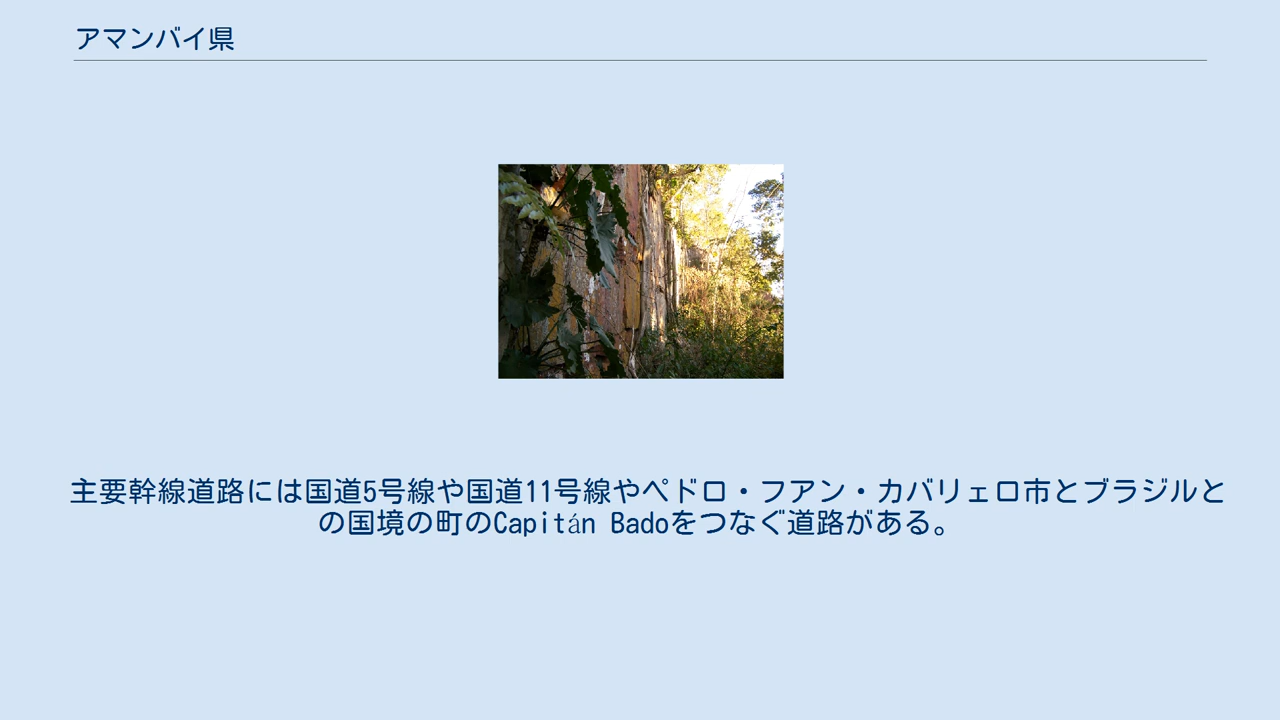 アマンバイ県
主要幹線道路には国道5号線や国道11号線やペドロ・フアン・カバリェロ市とブラジルと
の国境の町のCapitán Badoをつなぐ道路がある。